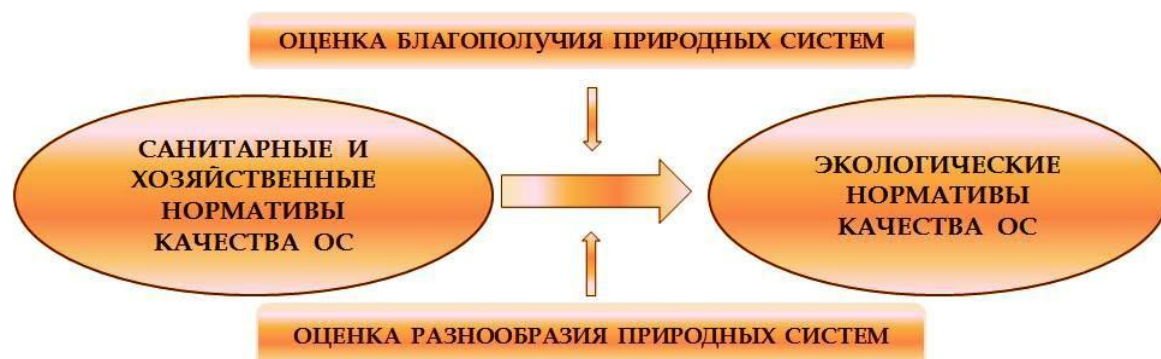 ОЦЕНКА БЛАГОПОЛУЧИЯ ПРИРОДНЫХ СИСТЕМ
САНИТАРНЫЕ И
ХОЗЯЙСТВЕННЫЕ
НОРМАТИВЫ
КАЧЕСТВА ОС
ЭКОЛОГИЧЕСКИЕ
НОРМАТИВЫ
КАЧЕСТВА ОС
ОЦЕНКА РАЗНООБРАЗИЯ ПРИРОДНЫХ СИСТЕМ